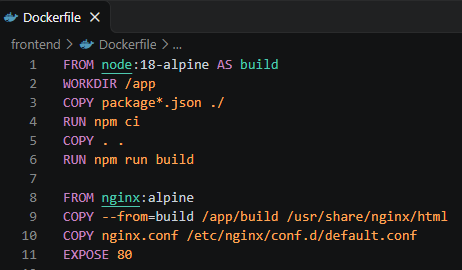 Dockerfile
frontend > Dockerfile > ...
1 FROM node:18-alpine AS build
2 WORKDIR /app
3 COPY package*.json ./
4 RUN npm ci
5 COPY . .
6 RUN npm run build
7
8 FROM nginx:alpine
9 COPY --from=build /app/build /usr/share/nginx/html
10 COPY nginx.conf /etc/nginx/conf.d/default.conf
11 EXPOSE 80